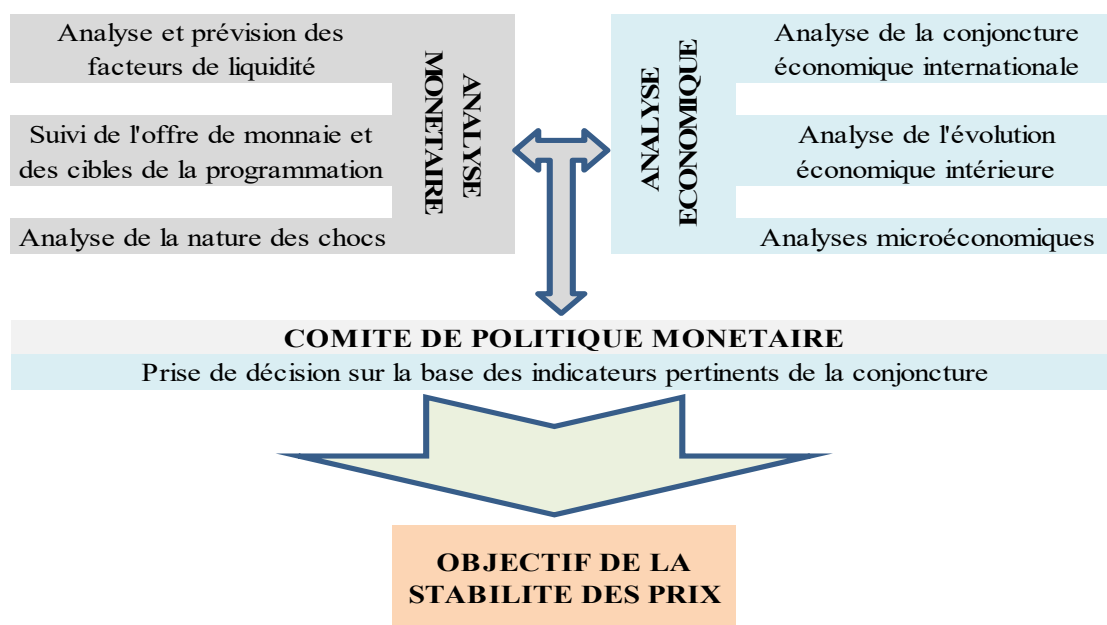 Analyse et prévision des
facteurs de liquidité
Suivi de l'offre de monnaie et
des cibles de la programmation
Analyse de la nature des chocs
ANALYSE
MONETAIRE
ANALYSE
ECONOMIQUE
Analyse de la conjoncture
économique internationale
Analyse de l'évolution
économique intérieure
Analyses microéconomiques
COMITE DE POLITIQUE MONETAIRE
Prise de décision sur la base des indicateurs pertinents de la conjoncture
OBJECTIF DE LA
STABILITE DES PRIX